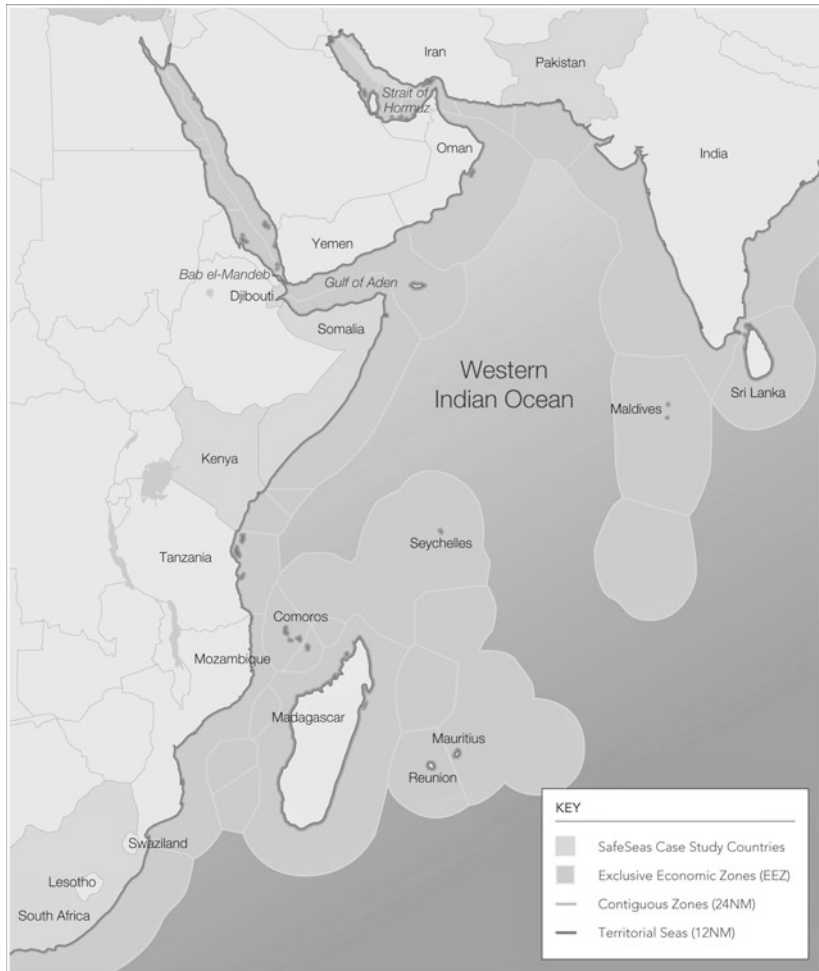 Iran
Pakistan
Strait of
Hormuz
Oman
India
Yemen
Bab el-Mandeb
Gulf of Aden
Djibouti
Somalia
Western
Indian Ocean
Maldives
Sri Lanka
Kenya
Seychelles
Tanzania
Comoros
Mozambique
Madagascar
Mauritius
Reunion
Swaziland
Lesotho
South Africa
KEY
SafeSeas Case Study Countries
Exclusive Economic Zones (EEZ)
Contiguous Zones (24NM)
Territorial Seas (12NM)